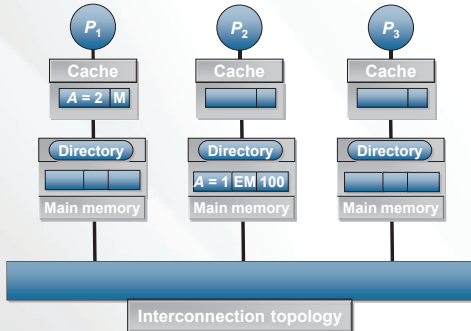 P1 P2 P3
Cache Cache Cache
A = 2 M
Directory Directory Directory
A = 1 EM 100
Main memory Main memory Main memory
Interconnection topology